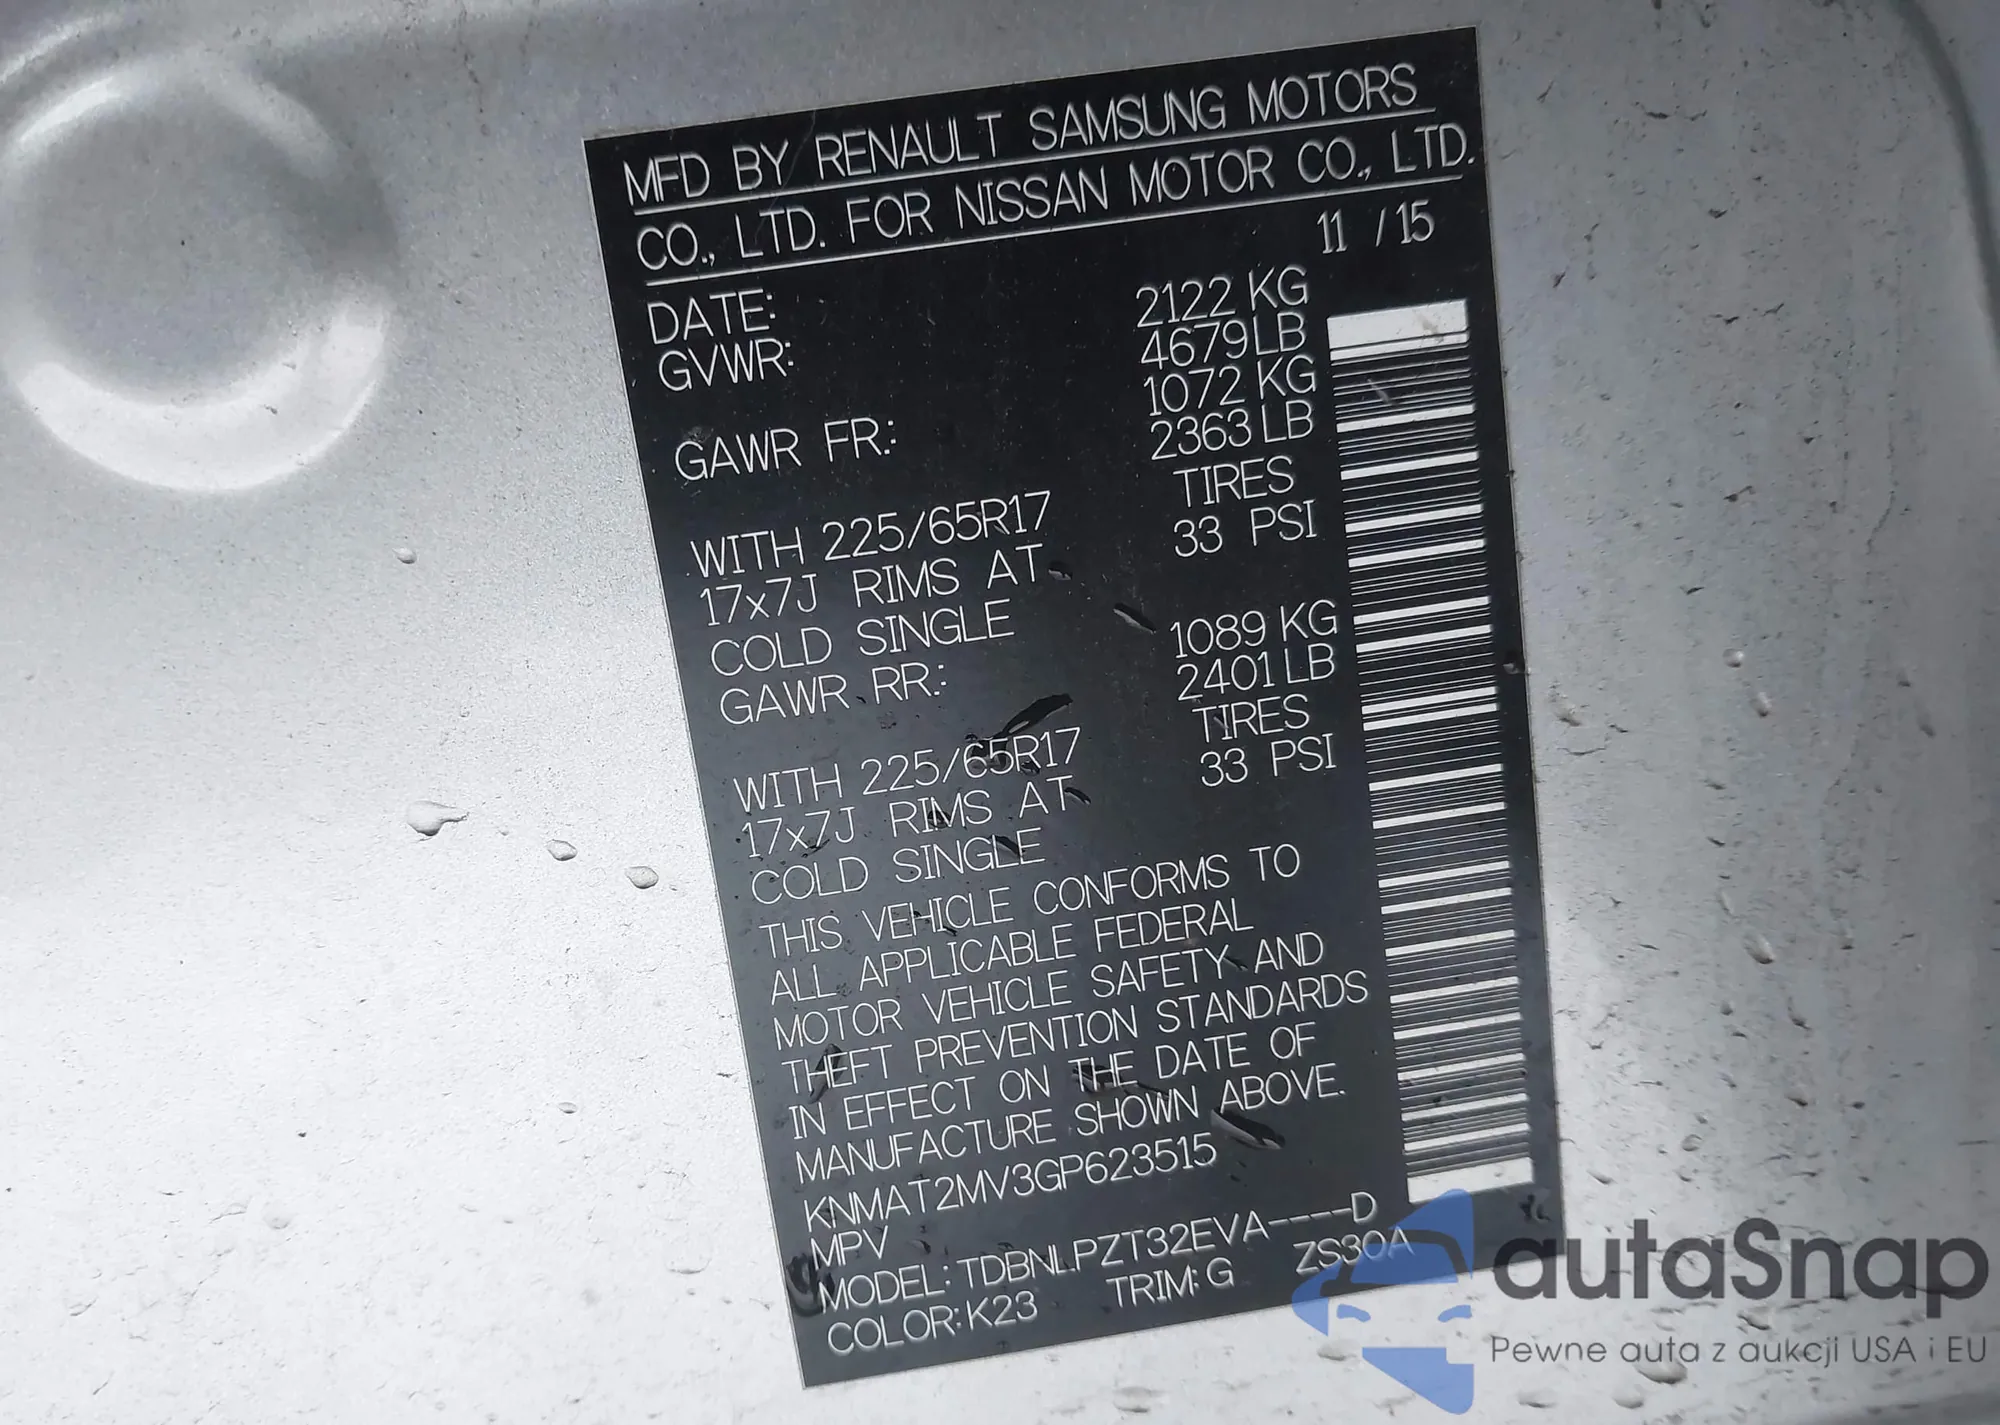 MFD BY RENAULT SAMSUNG MOTORS
CO., LTD. FOR NISSAN MOTOR CO., LTD.
DATE: 11 / 15
GVWR: 2122 KG
4679 LB
GAWR FR.: 1072 KG
2363 LB
WITH 225/65R17 TIRES
17x7J RIMS AT 33 PSI
COLD SINGLE
GAWR RR.: 1089 KG
2401 LB
WITH 225/65R17 TIRES
17x7J RIMS AT 33 PSI
COLD SINGLE
THIS VEHICLE CONFORMS TO
ALL APPLICABLE FEDERAL
MOTOR VEHICLE SAFETY AND
THEFT PREVENTION STANDARDS
IN EFFECT ON THE DATE OF
MANUFACTURE SHOWN ABOVE.
KNMAT2MV3GP623515
MPV
MODEL: TDBNLPZT32EVA----D
COLOR: K23 TRIM: G ZS30A
autaSnap
Pewne auta z aukcji USA i EU